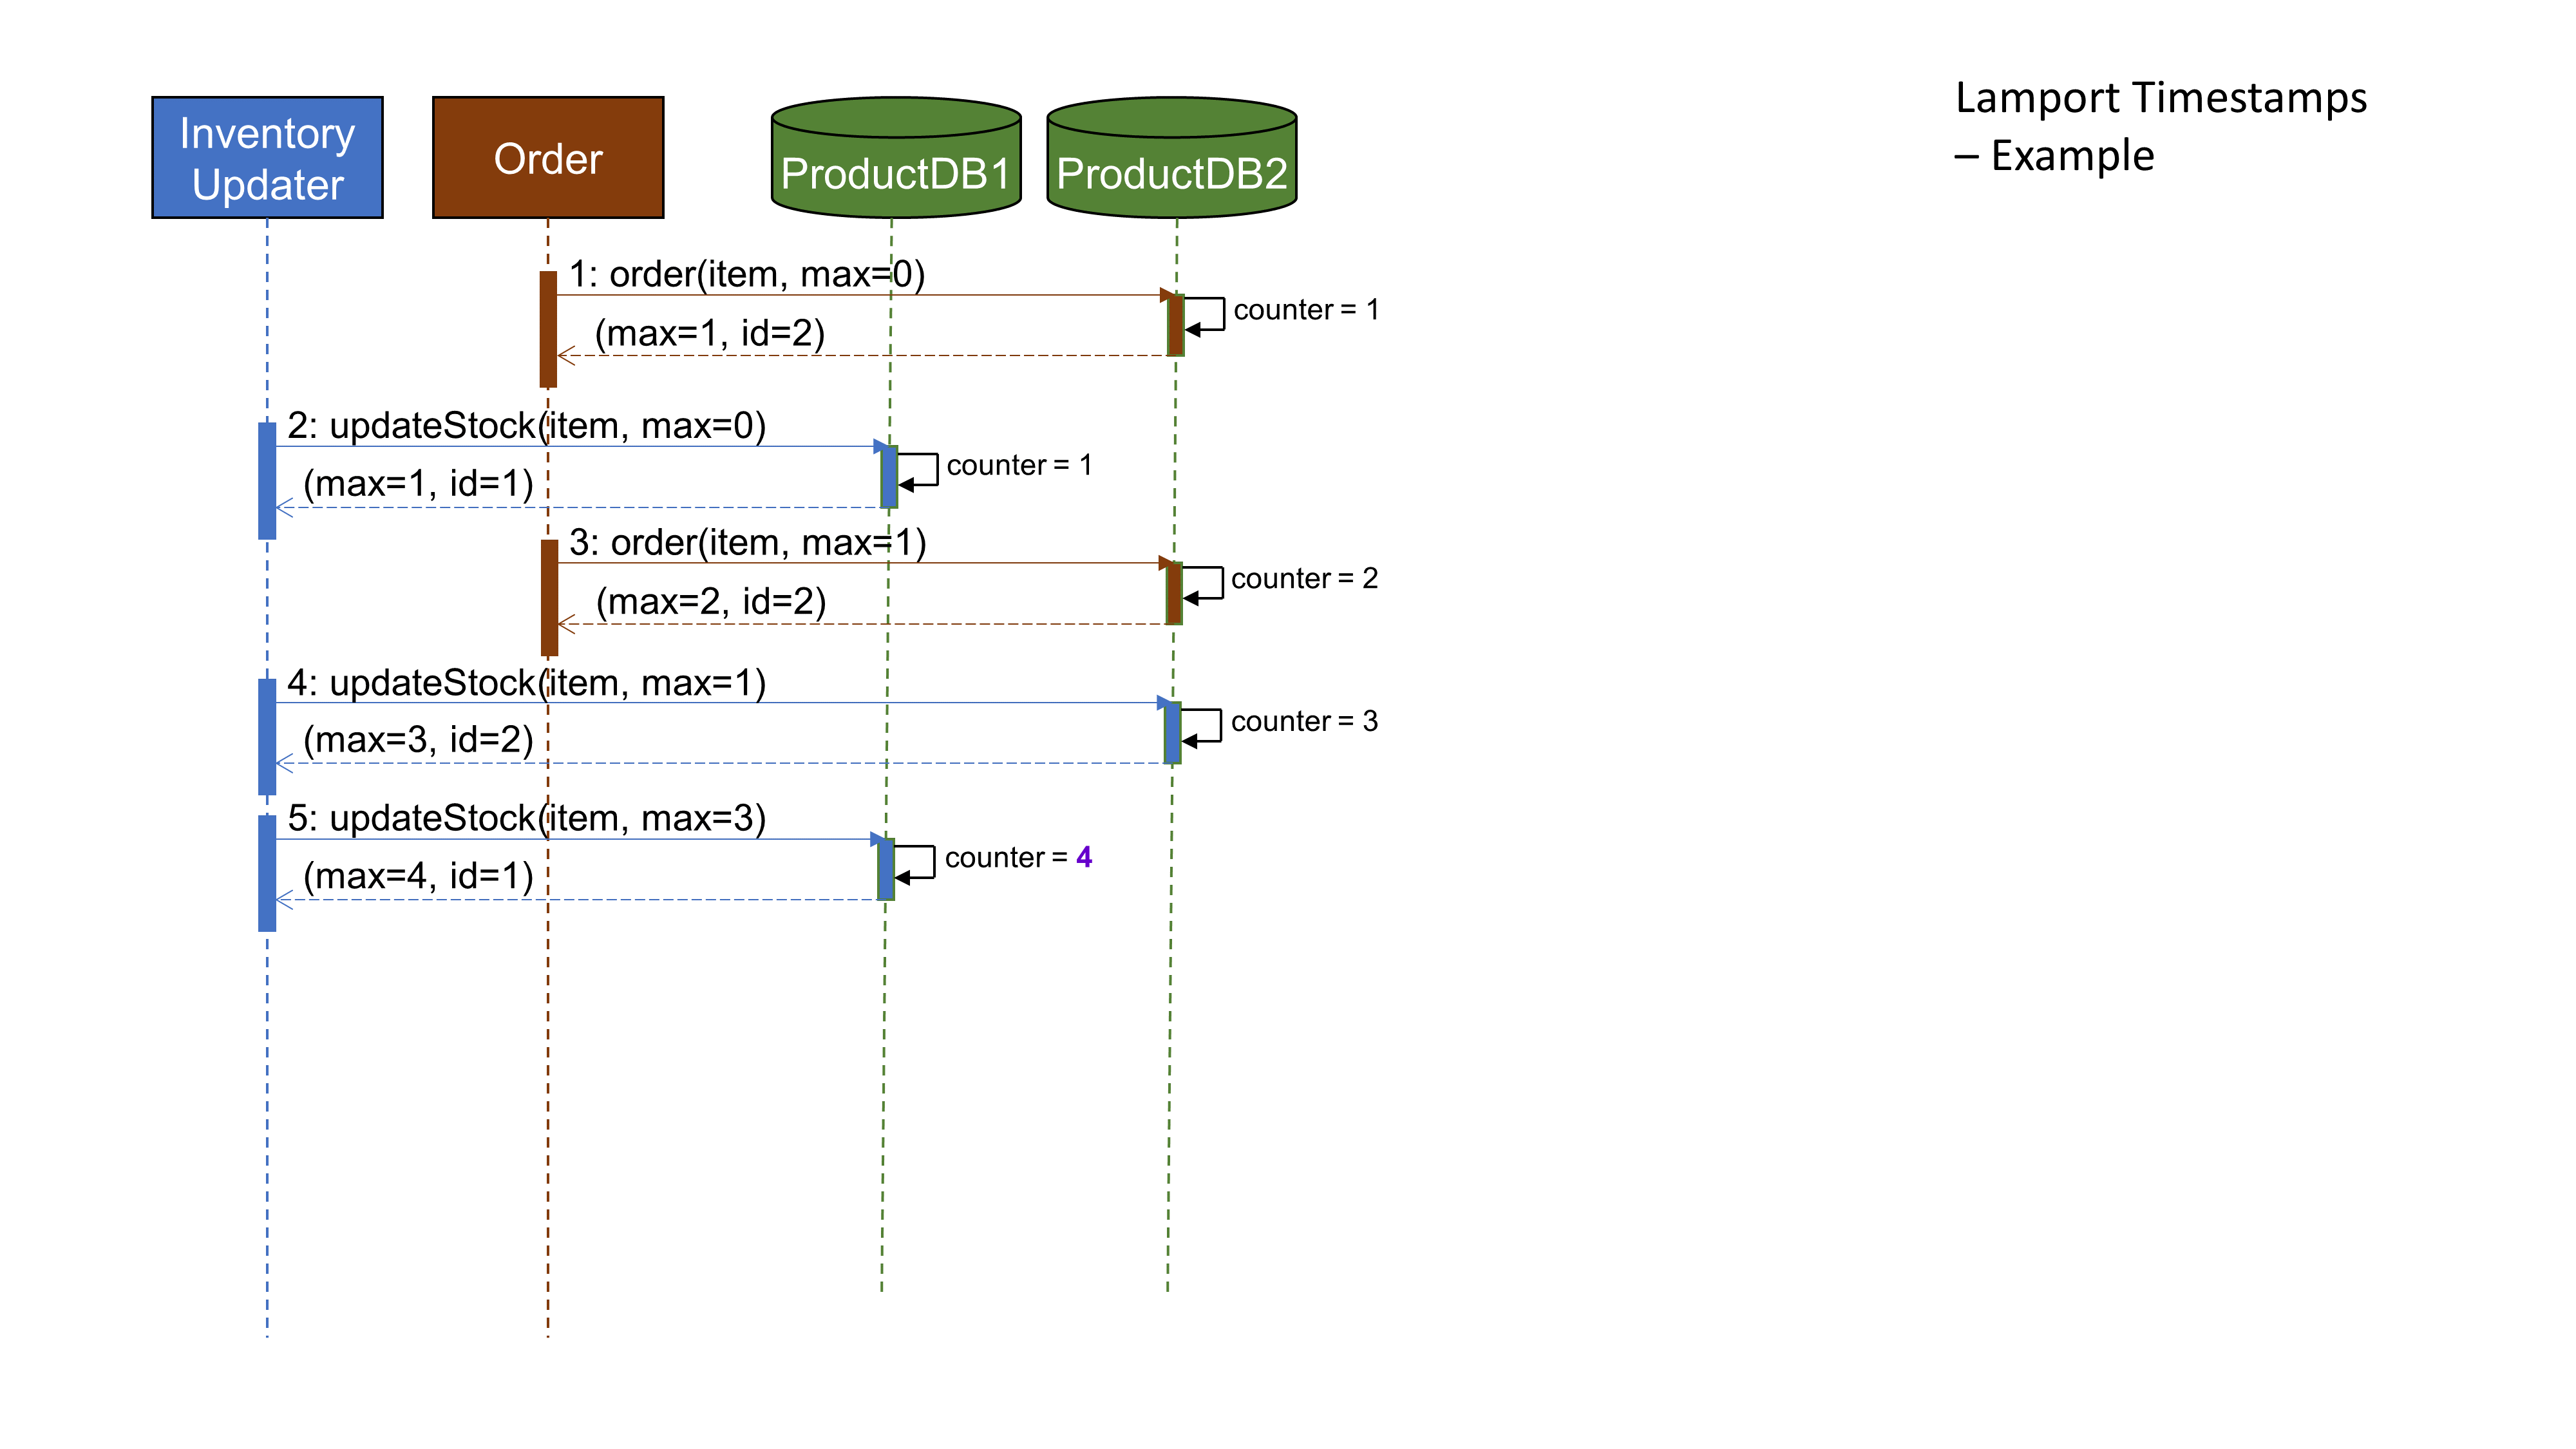 Lamport Timestamps
– Example
Inventory
Updater
Order
ProductDB1
ProductDB2
1: order(item, max=0)
counter = 1
(max=1, id=2)
2: updateStock(item, max=0)
counter = 1
(max=1, id=1)
3: order(item, max=1)
counter = 2
(max=2, id=2)
4: updateStock(item, max=1)
counter = 3
(max=3, id=2)
5: updateStock(item, max=3)
counter = 4
(max=4, id=1)